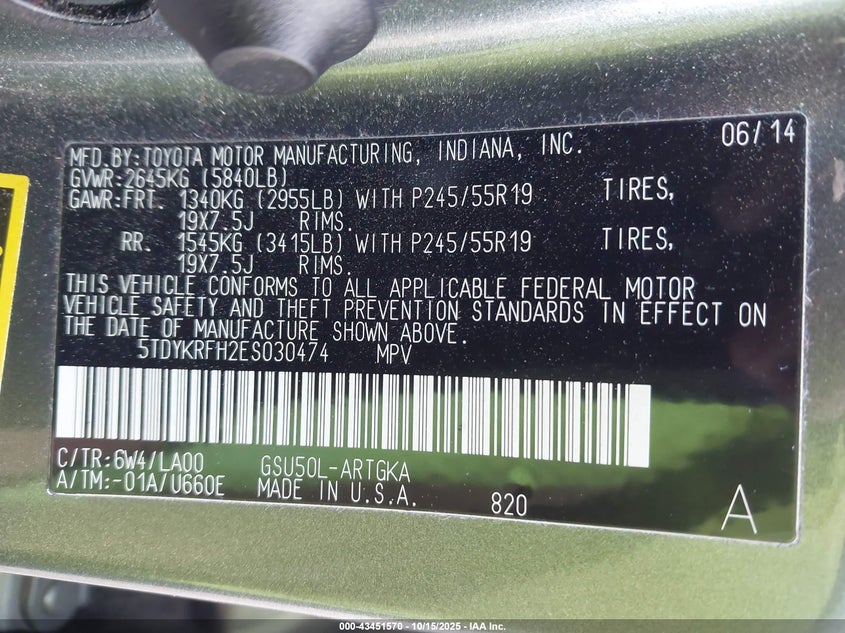 06/14
MFD.BY:TOYOTA MOTOR MANUFACTURING, INDIANA, INC.
GVWR:2645KG (5840LB)
GAWR:FRT. 1340KG (2955LB) WITH P245/55R19 TIRES,
19X7.5J RIMS.
RR. 1545KG (3415LB) WITH P245/55R19 TIRES,
19X7.5J RIMS.
THIS VEHICLE CONFORMS TO ALL APPLICABLE FEDERAL MOTOR
VEHICLE SAFETY AND THEFT PREVENTION STANDARDS IN EFFECT ON
THE DATE OF MANUFACTURE SHOWN ABOVE.
5TDYKRFH2ES030474 MPV
C/TR:6W4/LA00 GSU50L-ARTGKA
A/TM:-01A/U660E MADE IN U.S.A. 820 A
000-43451570 - 10/15/2025 - IAA Inc.